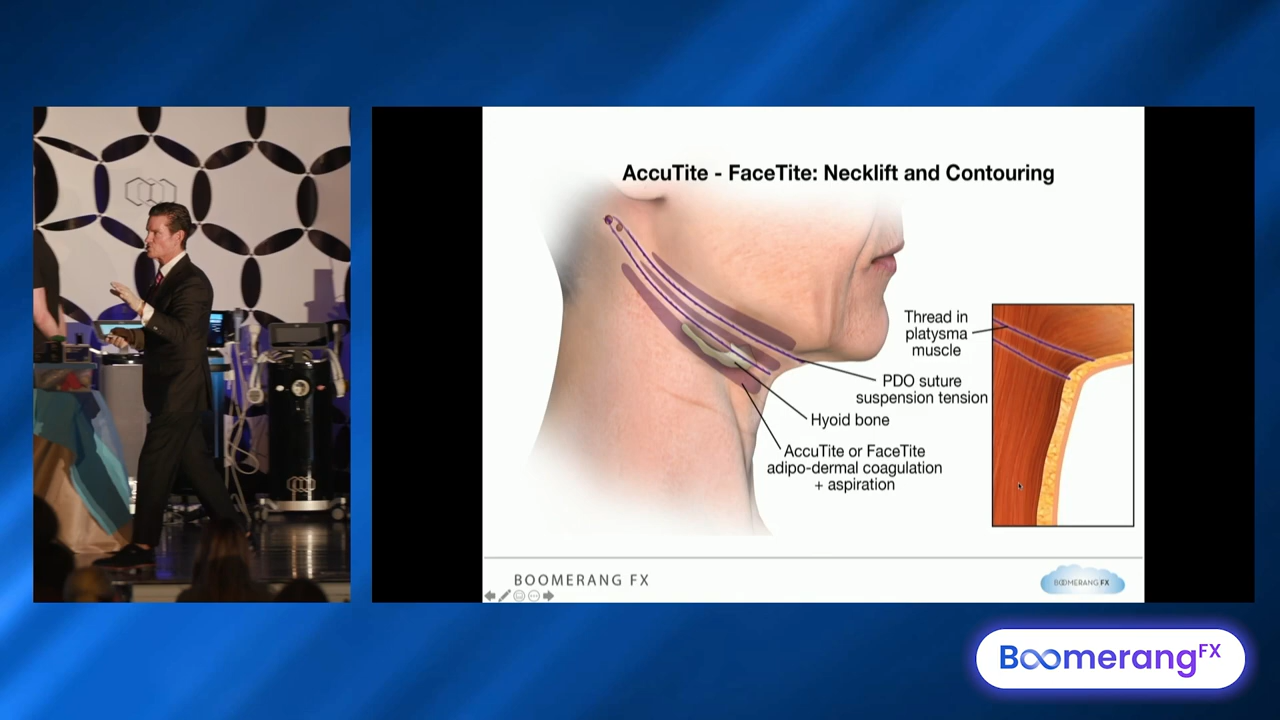 AccuTite - FaceTite: Necklift and Contouring
Thread in
platysma
muscle
PDO suture
suspension tension
Hyoid bone
AccuTite or FaceTite
adipo-dermal coagulation
+ aspiration
BOOMERANG FX
BOOMERANG FX
BoomerangFX